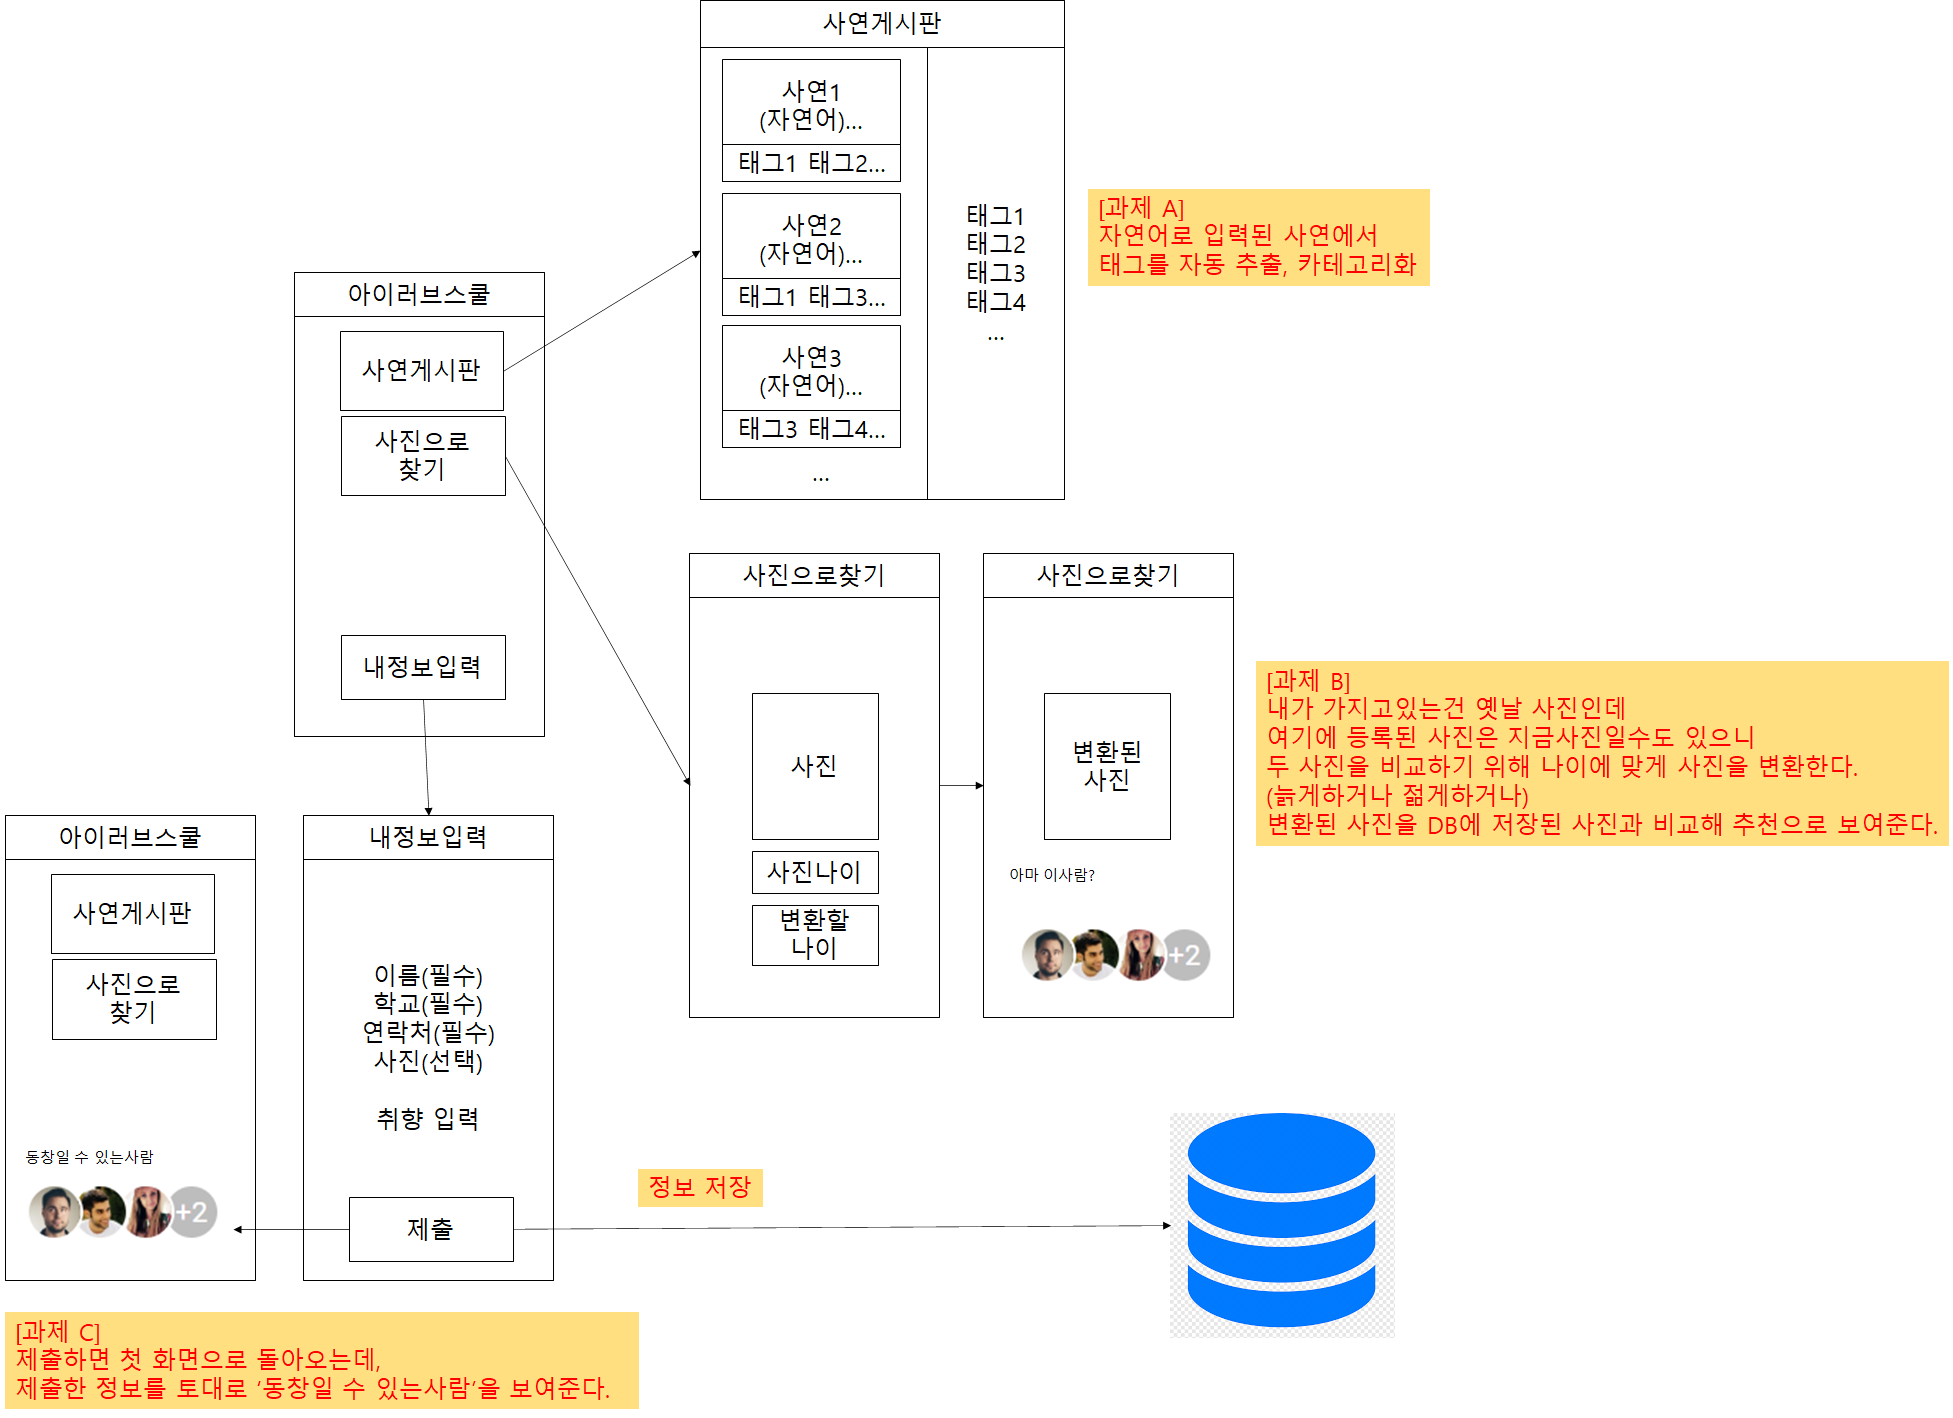 사연게시판
사연1
(자연어)...
태그1 태그2...
사연2
(자연어)...
태그1 태그3...
사연3
(자연어)...
태그3 태그4...
...
태그1
태그2
태그3
태그4
...
[과제 A]
자연어로 입력된 사연에서
태그를 자동 추출, 카테고리화
아이러브스쿨
사연게시판
사진으로
찾기
내정보입력
사진으로찾기
사진
사진나이
변환할
나이
사진으로찾기
변환된
사진
아마 이사람?
+2
[과제 B]
내가 가지고있는건 옛날 사진인데
여기에 등록된 사진은 지금사진일수도 있으니
두 사진을 비교하기 위해 나이에 맞게 사진을 변환한다.
(늙게하거나 젊게하거나)
변환된 사진을 DB에 저장된 사진과 비교해 추천으로 보여준다.
아이러브스쿨
사연게시판
사진으로
찾기
동창일 수 있는사람
+2
내정보입력
이름(필수)
학교(필수)
연락처(필수)
사진(선택)
취향 입력
제출
정보 저장
[과제 C]
제출하면 첫 화면으로 돌아오는데,
제출한 정보를 토대로 ‘동창일 수 있는사람’을 보여준다.